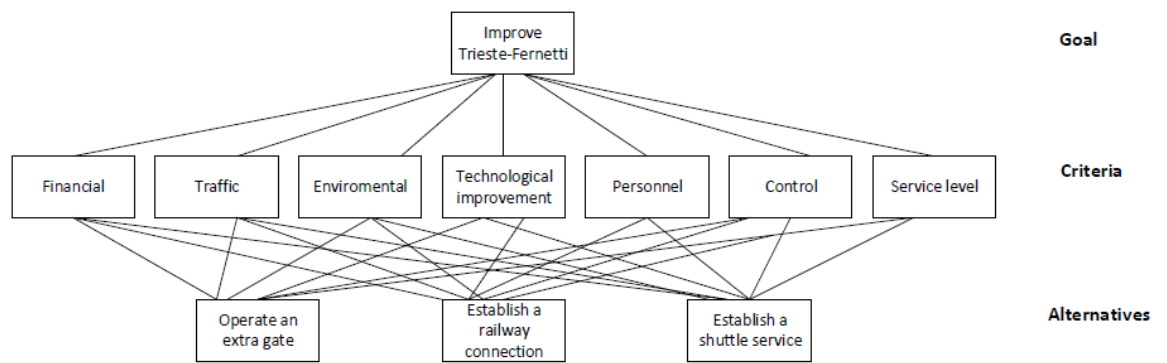 Improve
Trieste-Fernetti
Goal
Financial
Traffic
Enviromental
Technological
improvement
Personnel
Control
Service level
Criteria
Operate an
extra gate
Establish a
railway
connection
Establish a
shuttle service
Alternatives